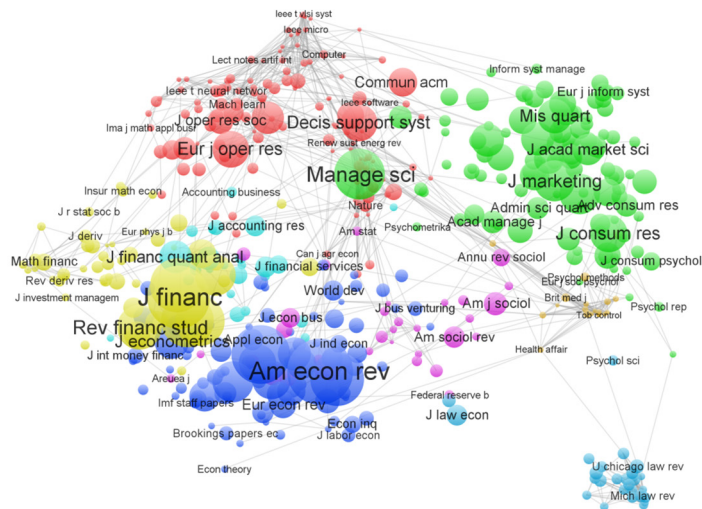 Ieee t vlsi syst
Ieee micro
Lect notes artif int
Computer
Ieee t neural networ
Commun acm
Inform syst manage
Eur j inform syst
Mach learn
Ieee software
J oper res soc
Decis support syst
Mis quart
Ima j math appl busi
Renew sust energ rev
J acad market sci
Eur j oper res
Manage sci
J marketing
Insur math econ
Accounting business
Nature
Adv consum res
J r stat soc b
Admin sci quart
Acad manage j
Psychometrika
J accounting res
Am stat
J consum res
J deriv
Eur phys j b
Can j agr econ
Annu rev sociol
J consum psychol
Math financ
J financ quant anal
J financial services
Psychol methods
Rev deriv res
Eur j soc psychol
J investment managem
J financ
World dev
Am j sociol
Brit med j
Psychol rep
J bus venturing
Tob control
Rev financ stud
J econ bus
J econometrics
Appl econ
J ind econ
Am sociol rev
J int money financ
Health affair
Am econ rev
Psychol sci
Areuea j
Imf staff papers
Eur econ rev
Federal reserve b
J law econ
Econ inq
Brookings papers ec
J labor econ
Econ theory
U chicago law rev
Mich law rev